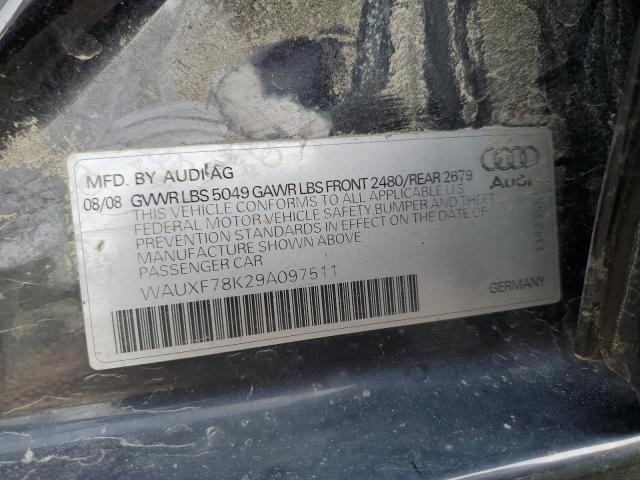 MFD. BY AUDI AG
08/08 GVWR LBS 5049 GAWR LBS FRONT 2480/REAR 2679
THIS VEHICLE CONFORMS TO ALL APPLICABLE U.S.
FEDERAL MOTOR VEHICLE SAFETY BUMPER AND THEFT
PREVENTION STANDARDS IN EFFECT ON THE DATE OF
MANUFACTURE SHOWN ABOVE
PASSENGER CAR
WAUXF78K29A097511
Audi
GERMANY